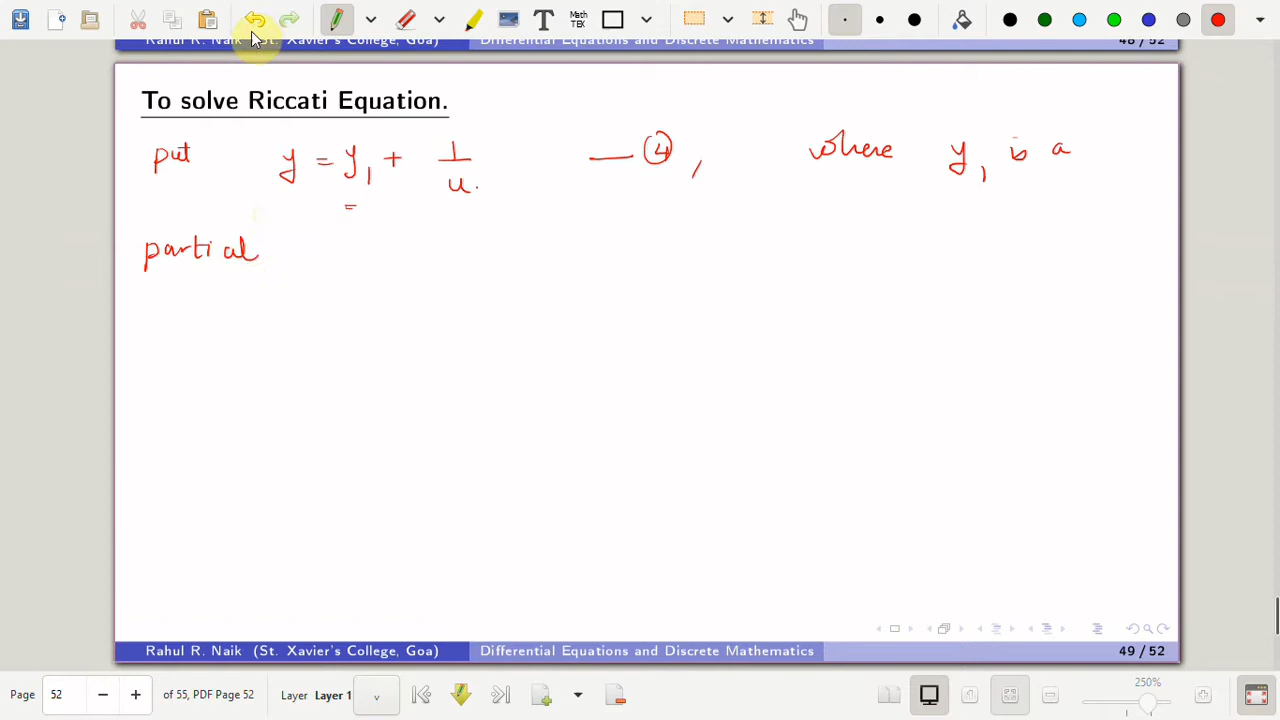 Math
TEX
T
Rahul R. Naik (St. Xavier's College, Goa) Differential Equations and Discrete Mathematics 48 / 52
To solve Riccati Equation.
put y = y₁ + 1/u. — ④, where y₁ is a
=
partial
Rahul R. Naik (St. Xavier's College, Goa) Differential Equations and Discrete Mathematics 49 / 52
250%
Page 52 of 55, PDF Page 52 Layer Layer 1